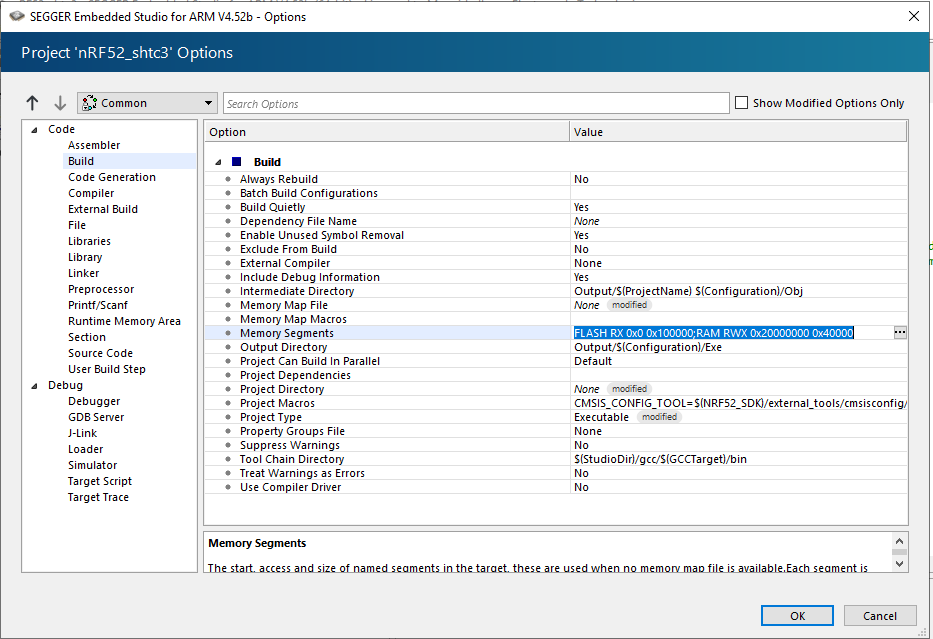 SEGGER Embedded Studio for ARM V4.52b - Options
Project 'nRF52_shtc3' Options
Common
Search Options
Show Modified Options Only
Code
Assembler
Build
Code Generation
Compiler
External Build
File
Libraries
Library
Linker
Preprocessor
Printf/Scanf
Runtime Memory Area
Section
Source Code
User Build Step
Debug
Debugger
GDB Server
J-Link
Loader
Simulator
Target Script
Target Trace
Option Value
Build
Always Rebuild No
Batch Build Configurations
Build Quietly Yes
Dependency File Name None
Enable Unused Symbol Removal Yes
Exclude From Build No
External Compiler None
Include Debug Information Yes
Intermediate Directory Output/$(ProjectName) $(Configuration)/Obj
Memory Map File None modified
Memory Map Macros
Memory Segments FLASH RX 0x0 0x100000;RAM RWX 0x20000000 0x40000 ...
Output Directory Output/$(Configuration)/Exe
Project Can Build In Parallel Default
Project Dependencies
Project Directory None modified
Project Macros CMSIS_CONFIG_TOOL=$(NRF52_SDK)/external_tools/cmsisconfig/
Project Type Executable modified
Property Groups File None
Suppress Warnings No
Tool Chain Directory $(StudioDir)/gcc/$(GCCTarget)/bin
Treat Warnings as Errors No
Use Compiler Driver No
Memory Segments
The start, access and size of named segments in the target, these are used when no memory map file is available.Each segment is
OK Cancel